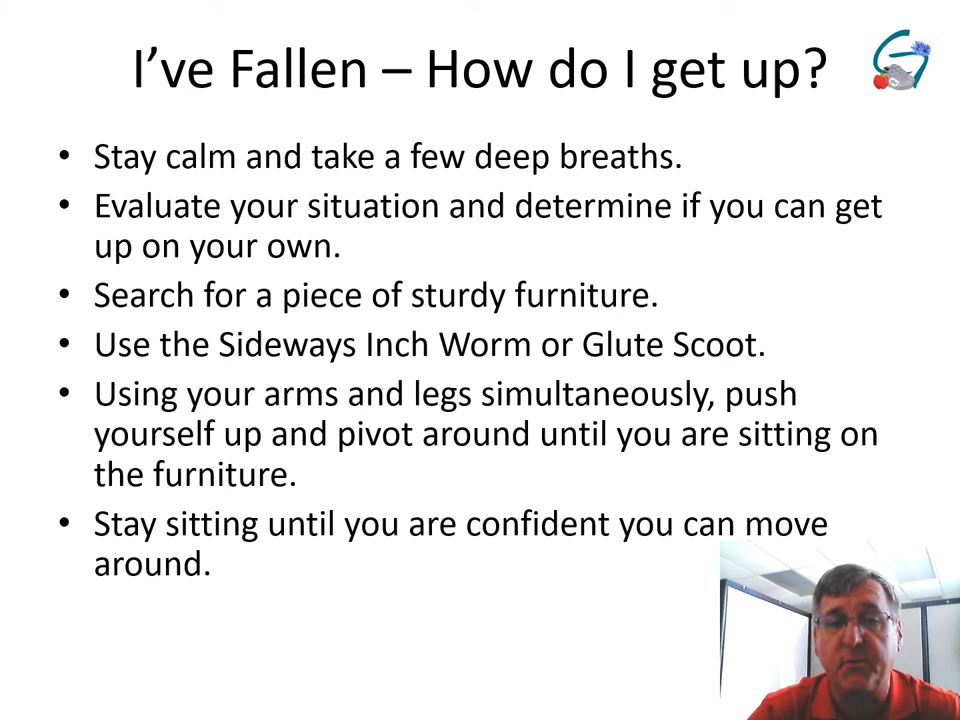 I’ve Fallen – How do I get up?
• Stay calm and take a few deep breaths.
• Evaluate your situation and determine if you can get
up on your own.
• Search for a piece of sturdy furniture.
• Use the Sideways Inch Worm or Glute Scoot.
• Using your arms and legs simultaneously, push
yourself up and pivot around until you are sitting on
the furniture.
• Stay sitting until you are confident you can move
around.